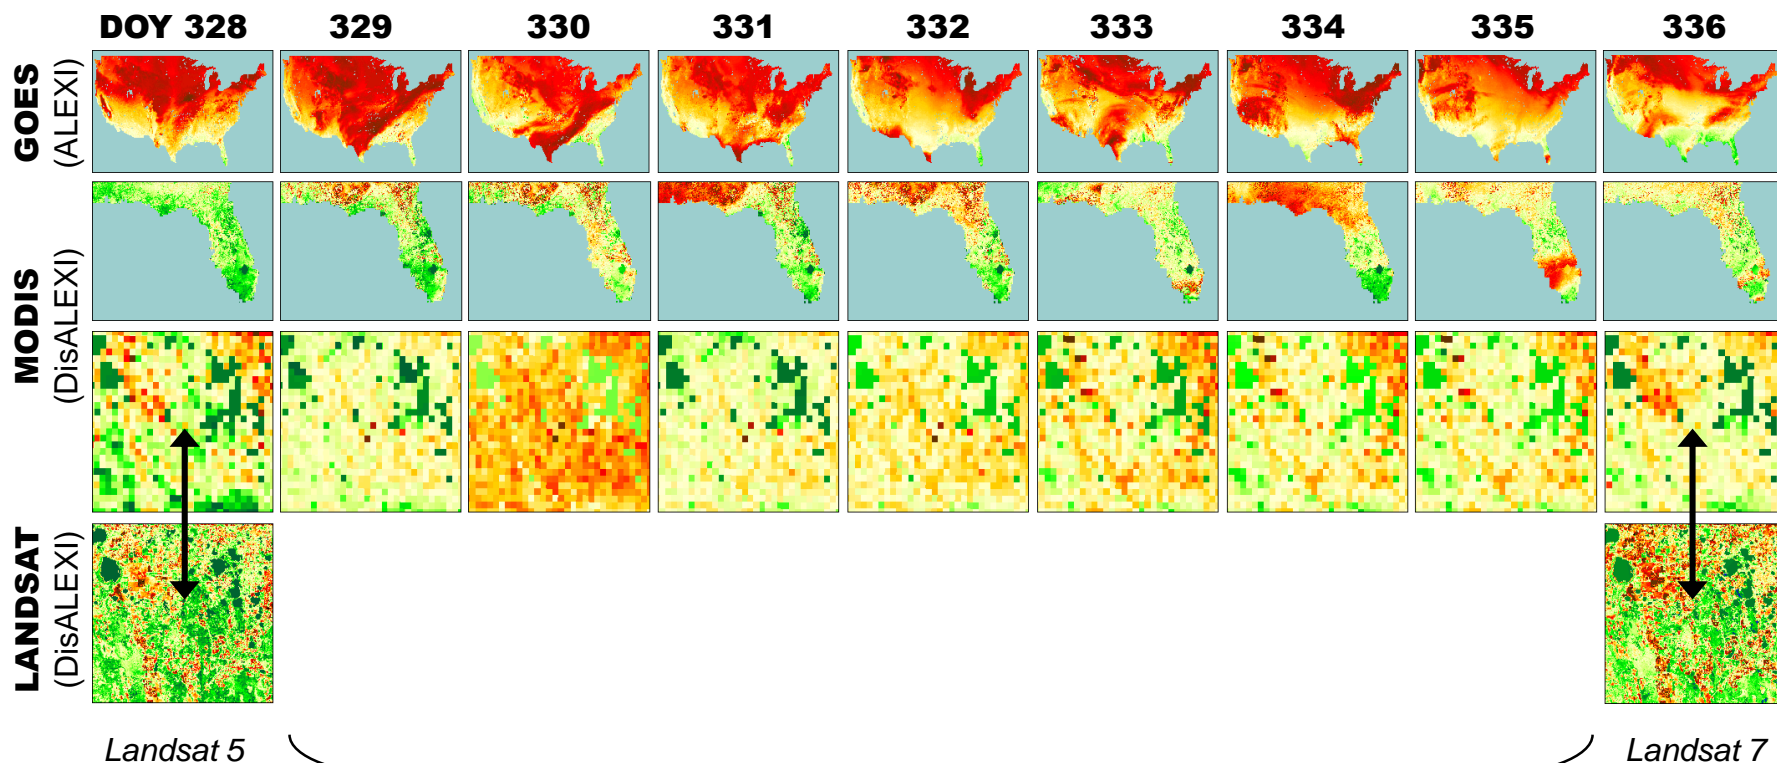 DOY 328 329 330 331 332 333 334 335 336
GOES
(ALEXI)
MODIS
(DisALEXI)
LANDSAT
(DisALEXI)
Landsat 5
Landsat 7